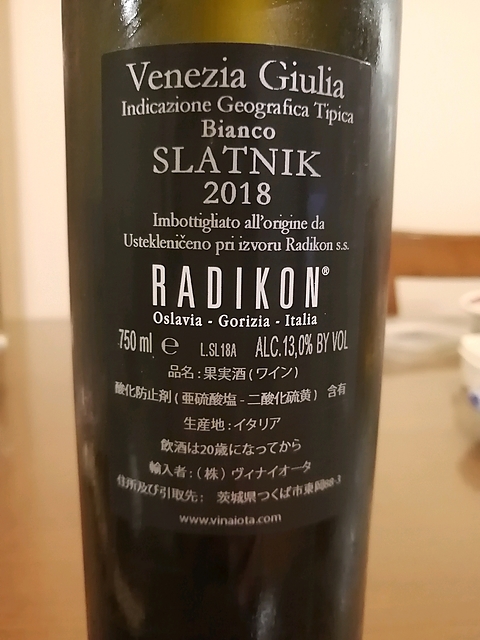 Venezia Giulia
Indicazione Geografica Tipica
Bianco
SLATNIK
2018
Imbottigliato all'origine da
Ustekleničeno pri izvoru Radikon s.s.
RADIKON®
Oslavia - Gorizia - Italia
750 ml ℮ L.SL18A ALC.13,0% BY VOL
品名:果実酒(ワイン)
酸化防止剤(亜硫酸塩-二酸化硫黄) 含有
生産地:イタリア
飲酒は20歳になってから
輸入者:(株)ヴィナイオータ
住所及び引取先: 茨城県つくば市東岡88-3
www.vinaiota.com